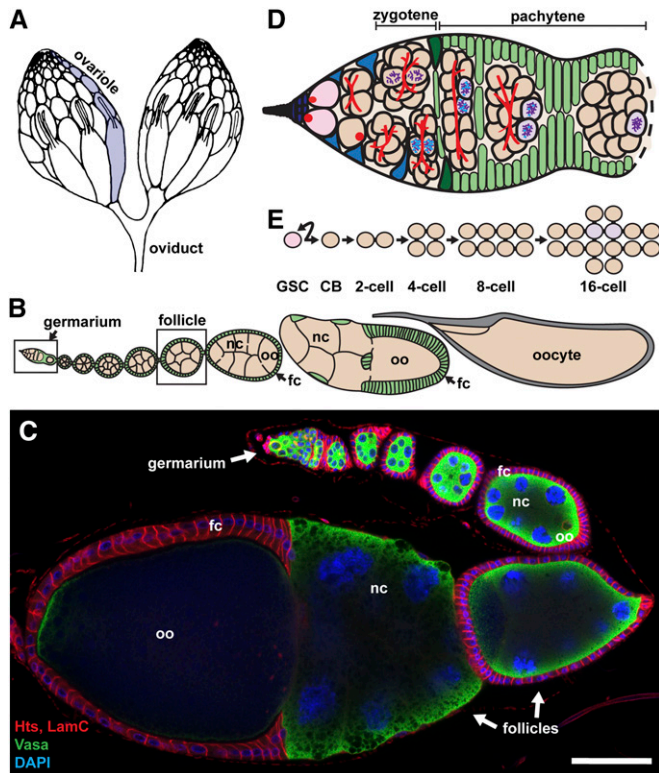 A
ovariole
oviduct
D
zygotene
pachytene
E
GSC
CB
2-cell
4-cell
8-cell
16-cell
B
germarium
follicle
nc
oo
fc
nc
oo
fc
oocyte
C
germarium
fc
nc
oo
fc
oo
nc
follicles
Hts, LamC
Vasa
DAPI